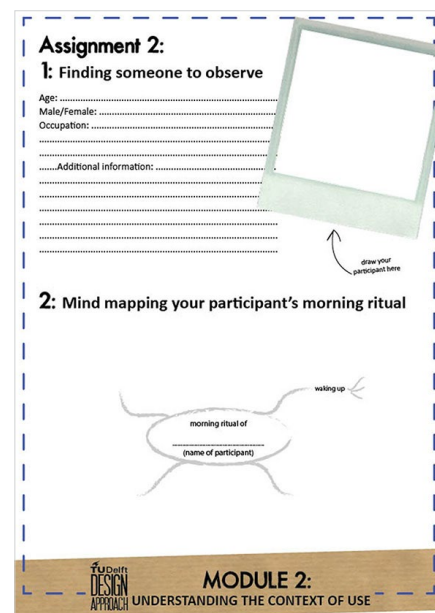 Assignment 2:
1: Finding someone to observe
Age: ........................................
Male/Female: ........................................
Occupation: ........................................
......Additional information: ........................................
draw your
participant here
2: Mind mapping your participant's morning ritual
waking up
morning ritual of
........................................
(name of participant)
TU Delft
DESIGN
APPROACH
MODULE 2:
UNDERSTANDING THE CONTEXT OF USE